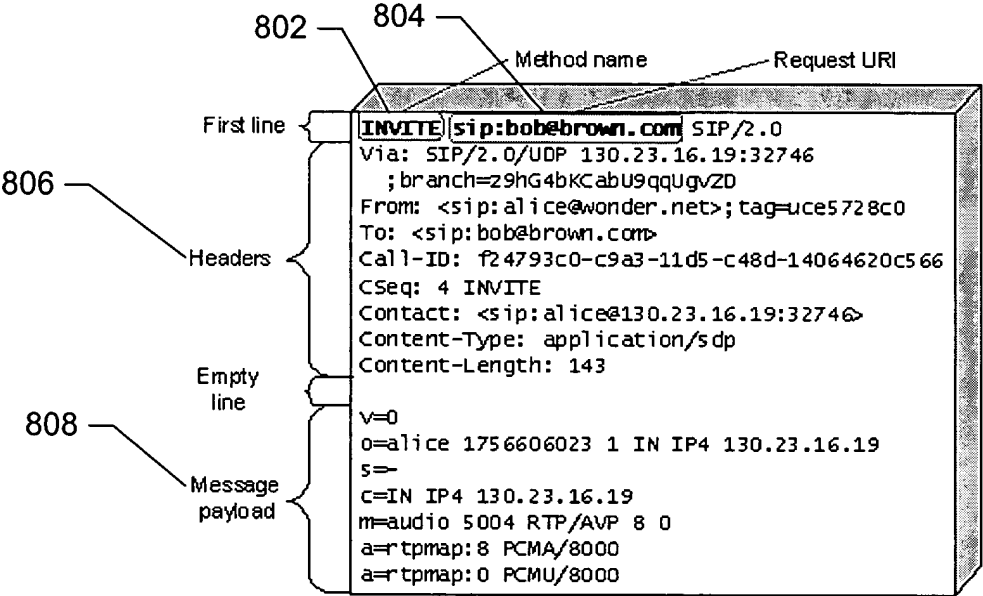 802
804
Method name
Request URI
First line
INVITE sip:bob@brown.com SIP/2.0
Via: SIP/2.0/UDP 130.23.16.19:32746
;branch=z9hG4bKCabU9qqUgvZD
806
From: <sip:alice@wonder.net>;tag=uce5728c0
To: <sip:bob@brown.com>
Headers
Call-ID: f24793c0-c9a3-11d5-c48d-14064620c566
CSeq: 4 INVITE
Contact: <sip:alice@130.23.16.19:32746>
Content-Type: application/sdp
Content-Length: 143
Empty
line
808
v=0
o=alice 1756606023 1 IN IP4 130.23.16.19
s=-
Message
payload
c=IN IP4 130.23.16.19
m=audio 5004 RTP/AVP 8 0
a=rtpmap:8 PCMA/8000
a=rtpmap:0 PCMU/8000